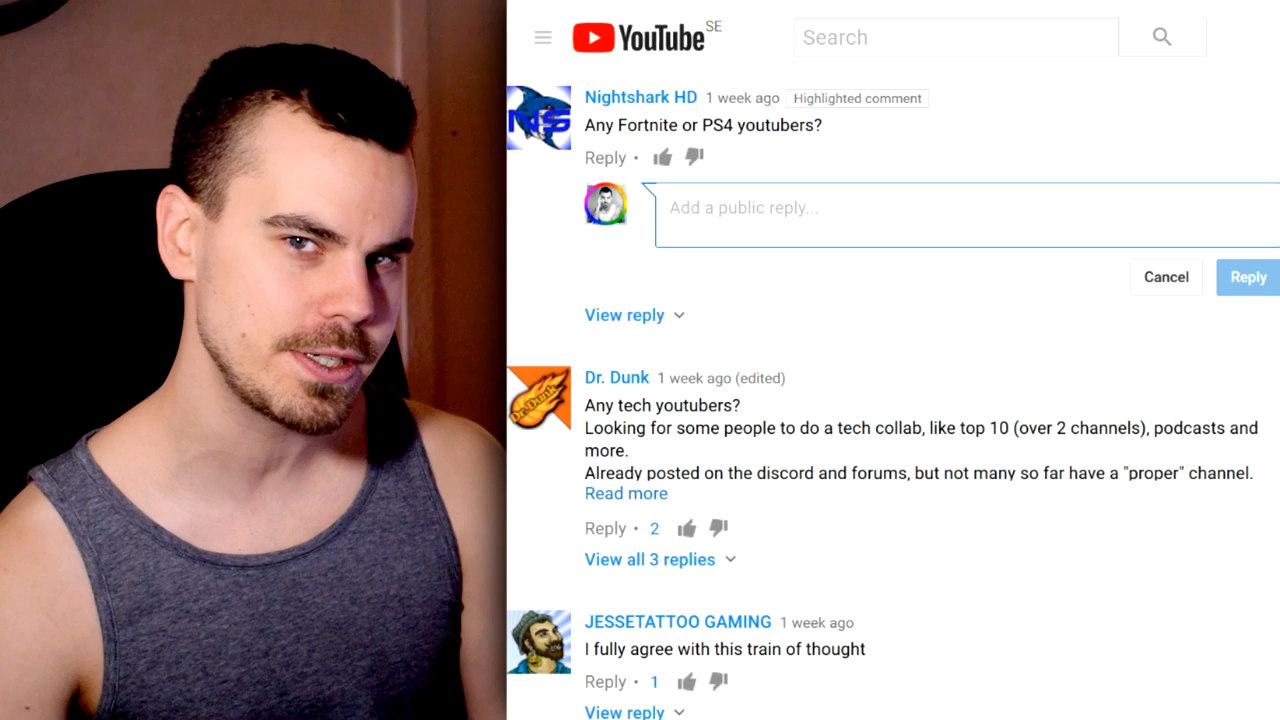 YouTube SE
Search
NS
Nightshark HD 1 week ago Highlighted comment
Any Fortnite or PS4 youtubers?
Reply •
Add a public reply...
Cancel Reply
View reply
Dr. Dunk
Dr. Dunk 1 week ago (edited)
Any tech youtubers?
Looking for some people to do a tech collab, like top 10 (over 2 channels), podcasts and
more.
Already posted on the discord and forums, but not many so far have a "proper" channel.
Read more
Reply • 2
View all 3 replies
JESSETATTOO GAMING 1 week ago
I fully agree with this train of thought
Reply • 1
View reply